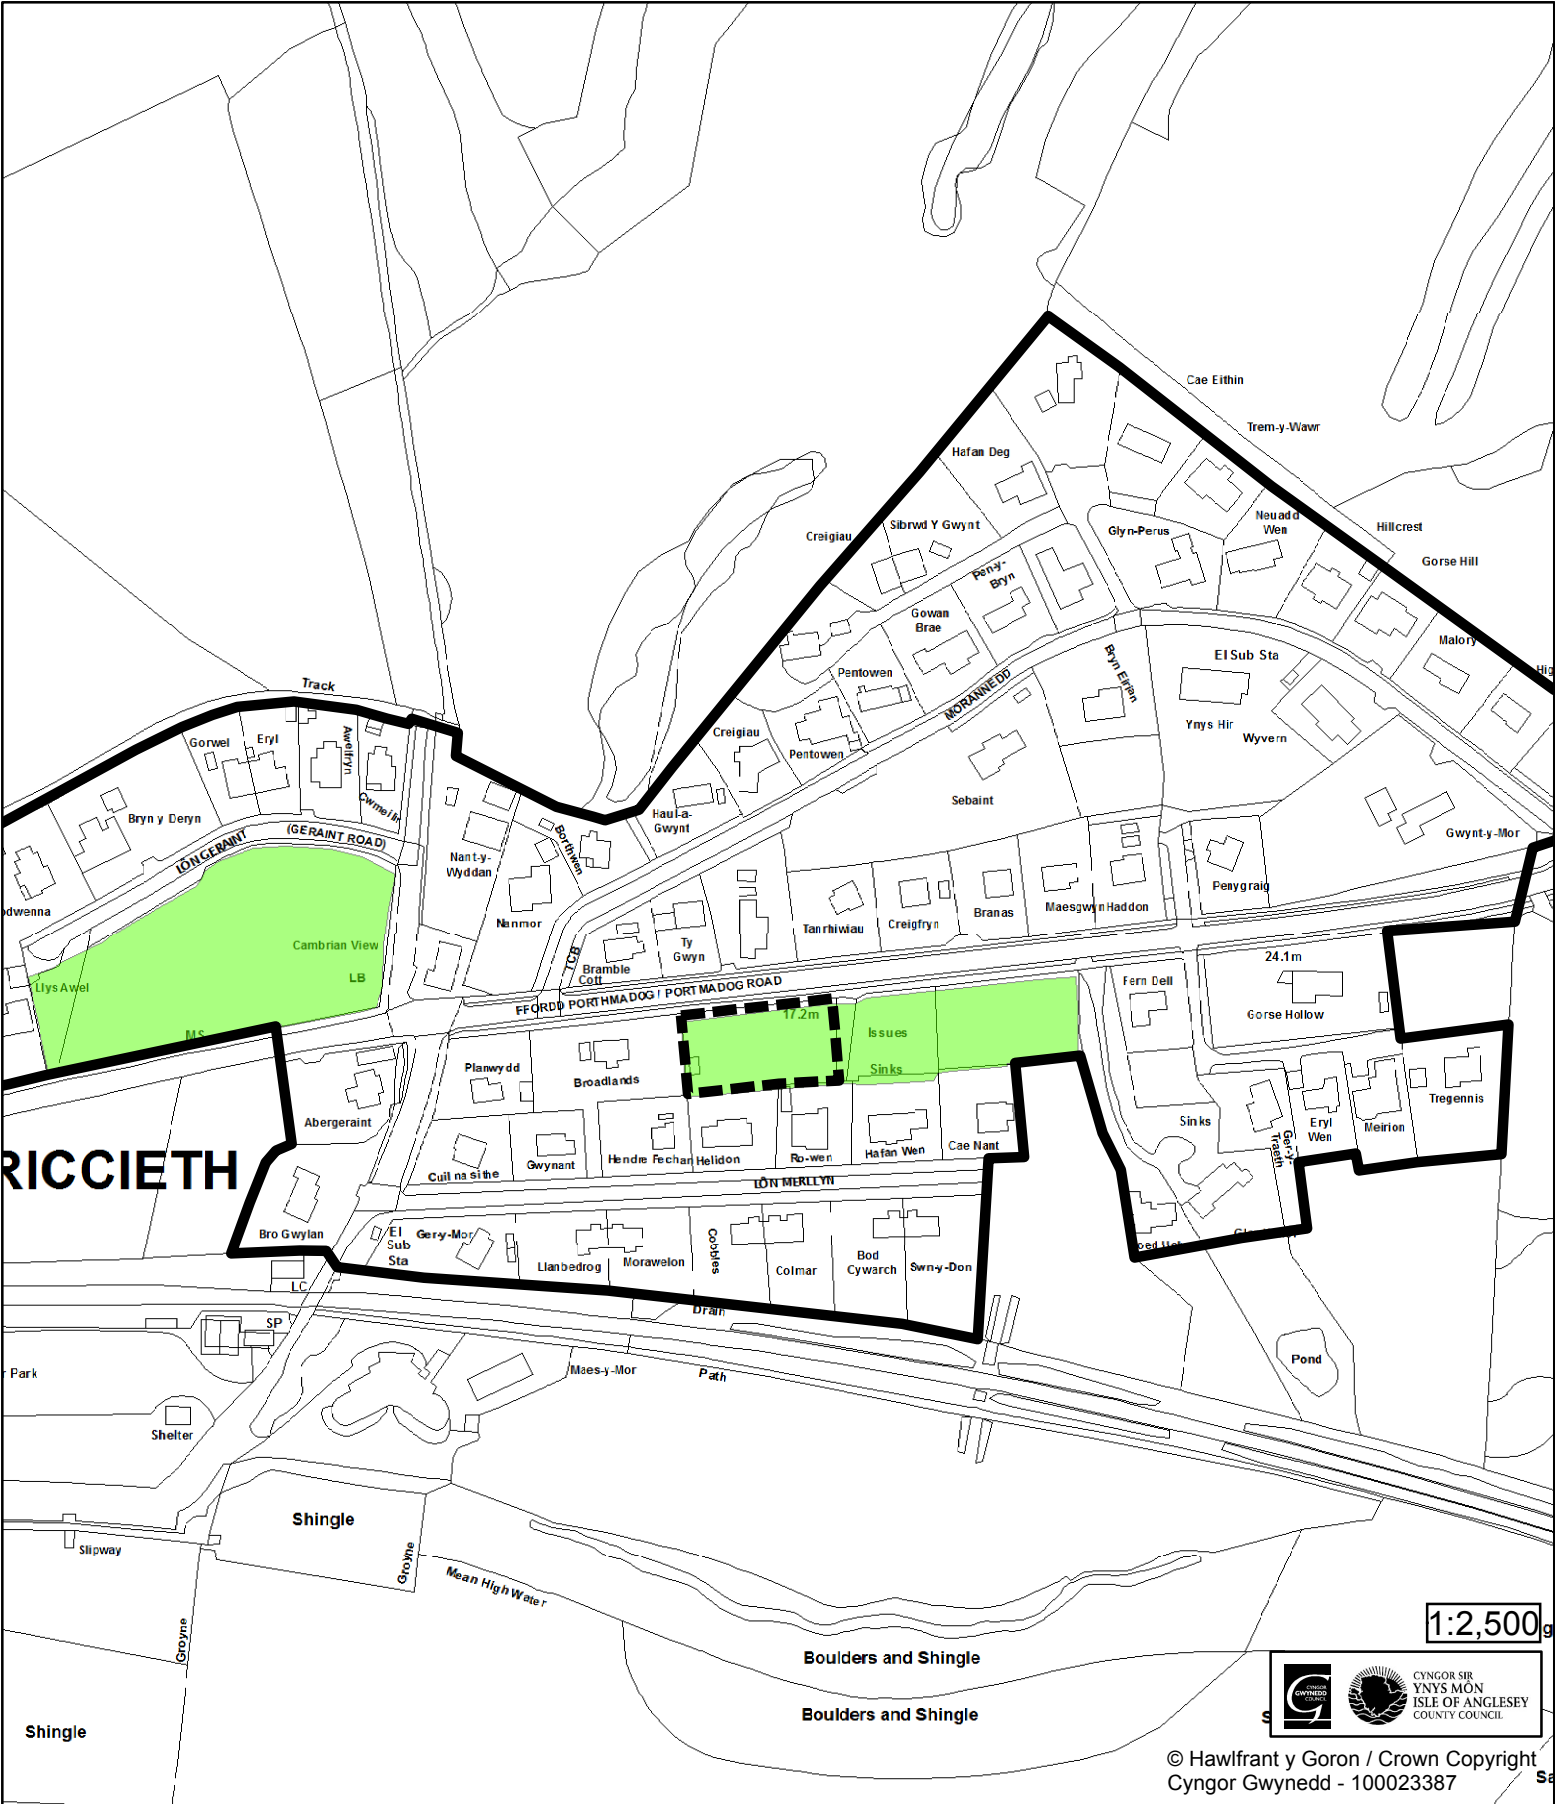 Cae Eithin
Trem-y-Wawr
Hafan Deg
Creigiau
Sibrwd Y Gwynt
Glyn-Perus
Neuadd
Wen
Hillcrest
Gorse Hill
Pen-y-
Bryn
Gowan
Brae
Malory
El Sub Sta
Pentowen
Bryn Eirian
MORANNEDD
Track
Ynys Hir
Wyvern
Gorwel
Eryl
Awelfryn
Creigiau
Pentowen
Cwmeilir
Sebaint
Bryn y Deryn
LÔN GERAINT
(GERAINT ROAD)
Haul-a-
Gwynt
Borthwen
Gwynt-y-Mor
Nant-y-
Wyddan
Penygraig
odwenna
Nanmor
Tanrhiwiau
Creigfryn
Branas
Maesgwyn
Haddon
Cambrian View
LB
Llys Awel
TCB
Ty
Gwyn
Bramble
Cott
24.1m
Fern Dell
FFORDD PORTHMADOG / PORTMADOG ROAD
17.2m
Gorse Hollow
MS
Issues
Sinks
Planwydd
Broadlands
Tregennis
Abergeraint
Sinks
Eryl
Wen
Meirion
Ger-y-
Traeth
RICCIETH
Cuil na sithe
Gwynant
Hendre Fechan
Helidon
Ro-wen
Hafan Wen
Cae Nant
LÔN MERLLYN
Bro Gwylan
El
Sub
Sta
Ger-y-Mor
Llanbedrog
Morawelon
Cobbles
Colmar
Bod
Cywarch
Swn-y-Don
LC
SP
Drain
r Park
Maes-y-Mor
Path
Pond
Shelter
Shingle
Slipway
Groyne
Mean High Water
Groyne
1:2,500
Boulders and Shingle
Boulders and Shingle
Shingle
CYNGOR
GWYNEDD
COUNCIL
CYNGOR SIR
YNYS MÔN
ISLE OF ANGLESEY
COUNTY COUNCIL
© Hawlfrant y Goron / Crown Copyright
Cyngor Gwynedd - 100023387